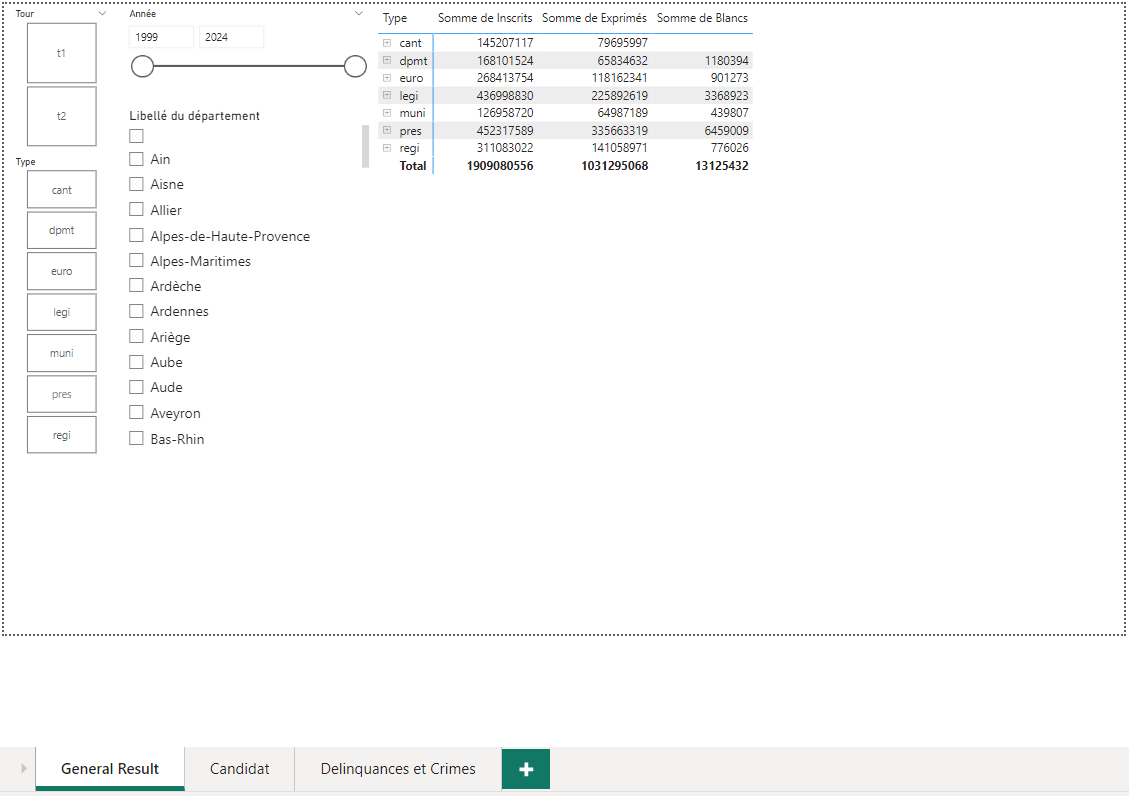 Tour
t1
t2
Type
cant
dpmt
euro
legi
muni
pres
regi
Année
1999 2024
Libellé du département
Ain
Aisne
Allier
Alpes-de-Haute-Provence
Alpes-Maritimes
Ardèche
Ardennes
Ariège
Aube
Aude
Aveyron
Bas-Rhin
Type Somme de Inscrits Somme de Exprimés Somme de Blancs
cant 145207117 79695997
dpmt 168101524 65834632 1180394
euro 268413754 118162341 901273
legi 436998830 225892619 3368923
muni 126958720 64987189 439807
pres 452317589 335663319 6459009
regi 311083022 141058971 776026
Total 1909080556 1031295068 13125432
General Result Candidat Delinquances et Crimes +